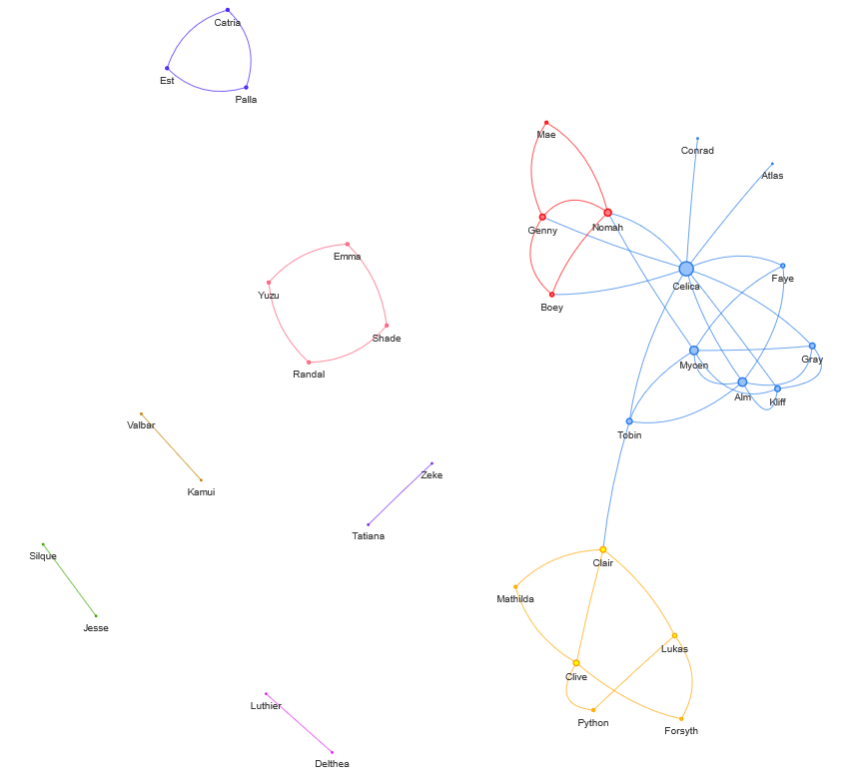 Catria
Est
Palla
Mae
Conrad
Atlas
Genny
Nomah
Emma
Celica
Faye
Yuzu
Boey
Shade
Gray
Mycen
Randal
Alm
Kliff
Valbar
Tobin
Zeke
Kamui
Tatiana
Silque
Clair
Mathilda
Jesse
Lukas
Clive
Luthier
Python
Forsyth
Delthea